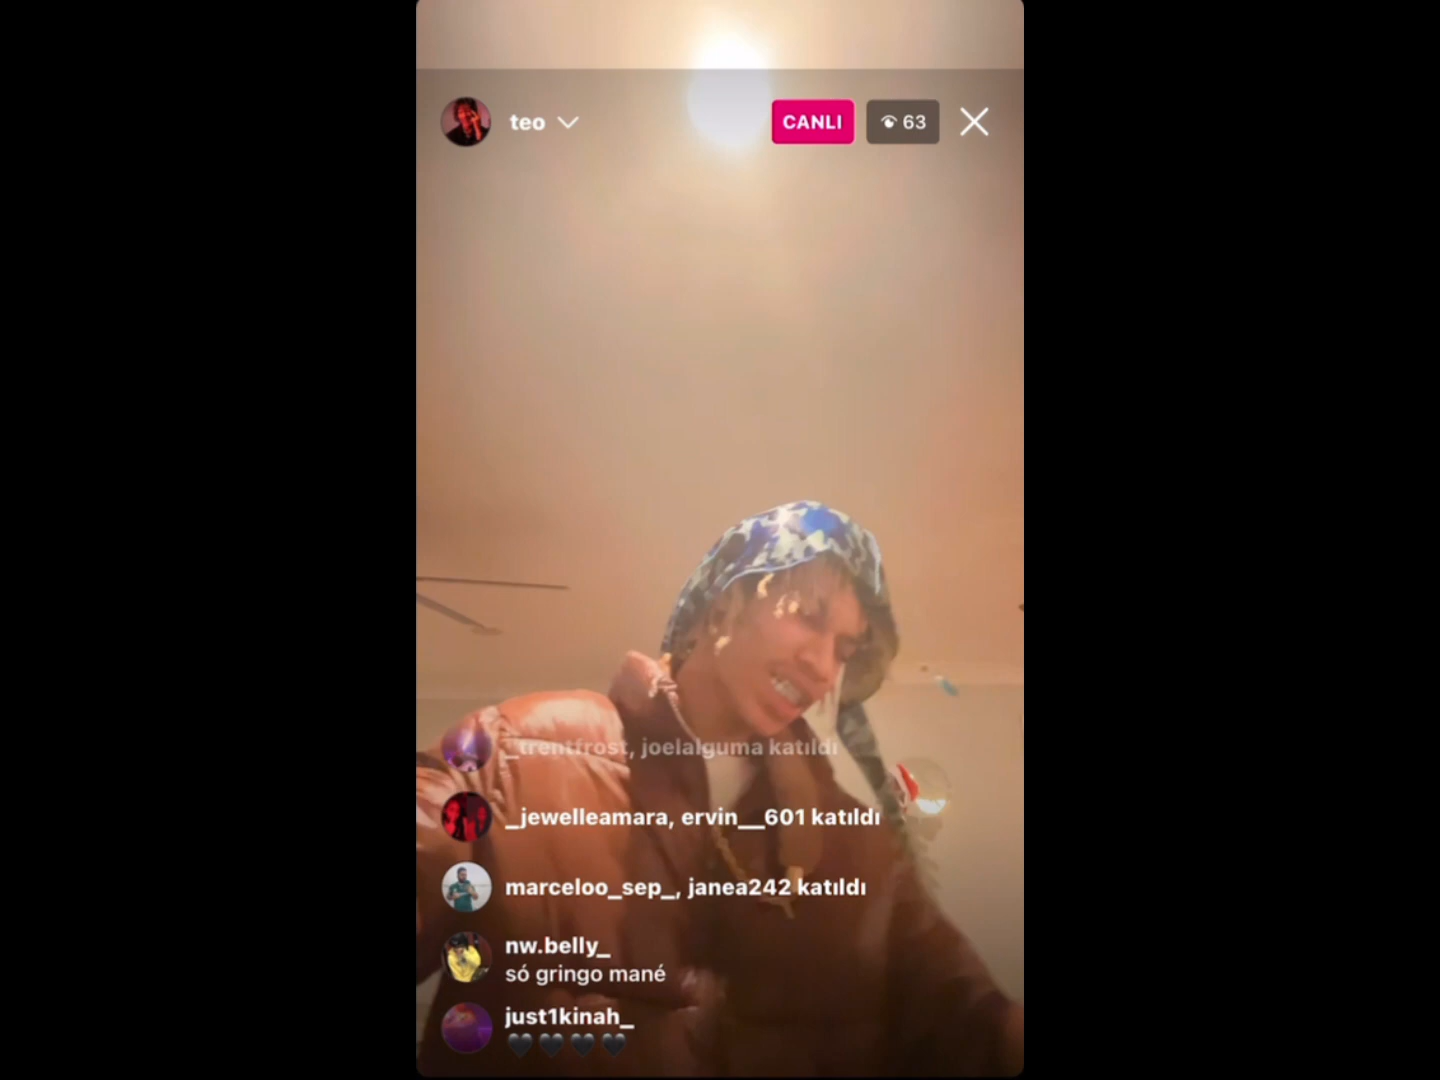 teo
CANLI
63
_trentfrost, joelalguma katıldı
_jewelleamara, ervin__601 katıldı
marceloo_sep_, janea242 katıldı
nw.belly_
só gringo mané
just1kinah_
🖤🖤🖤🖤